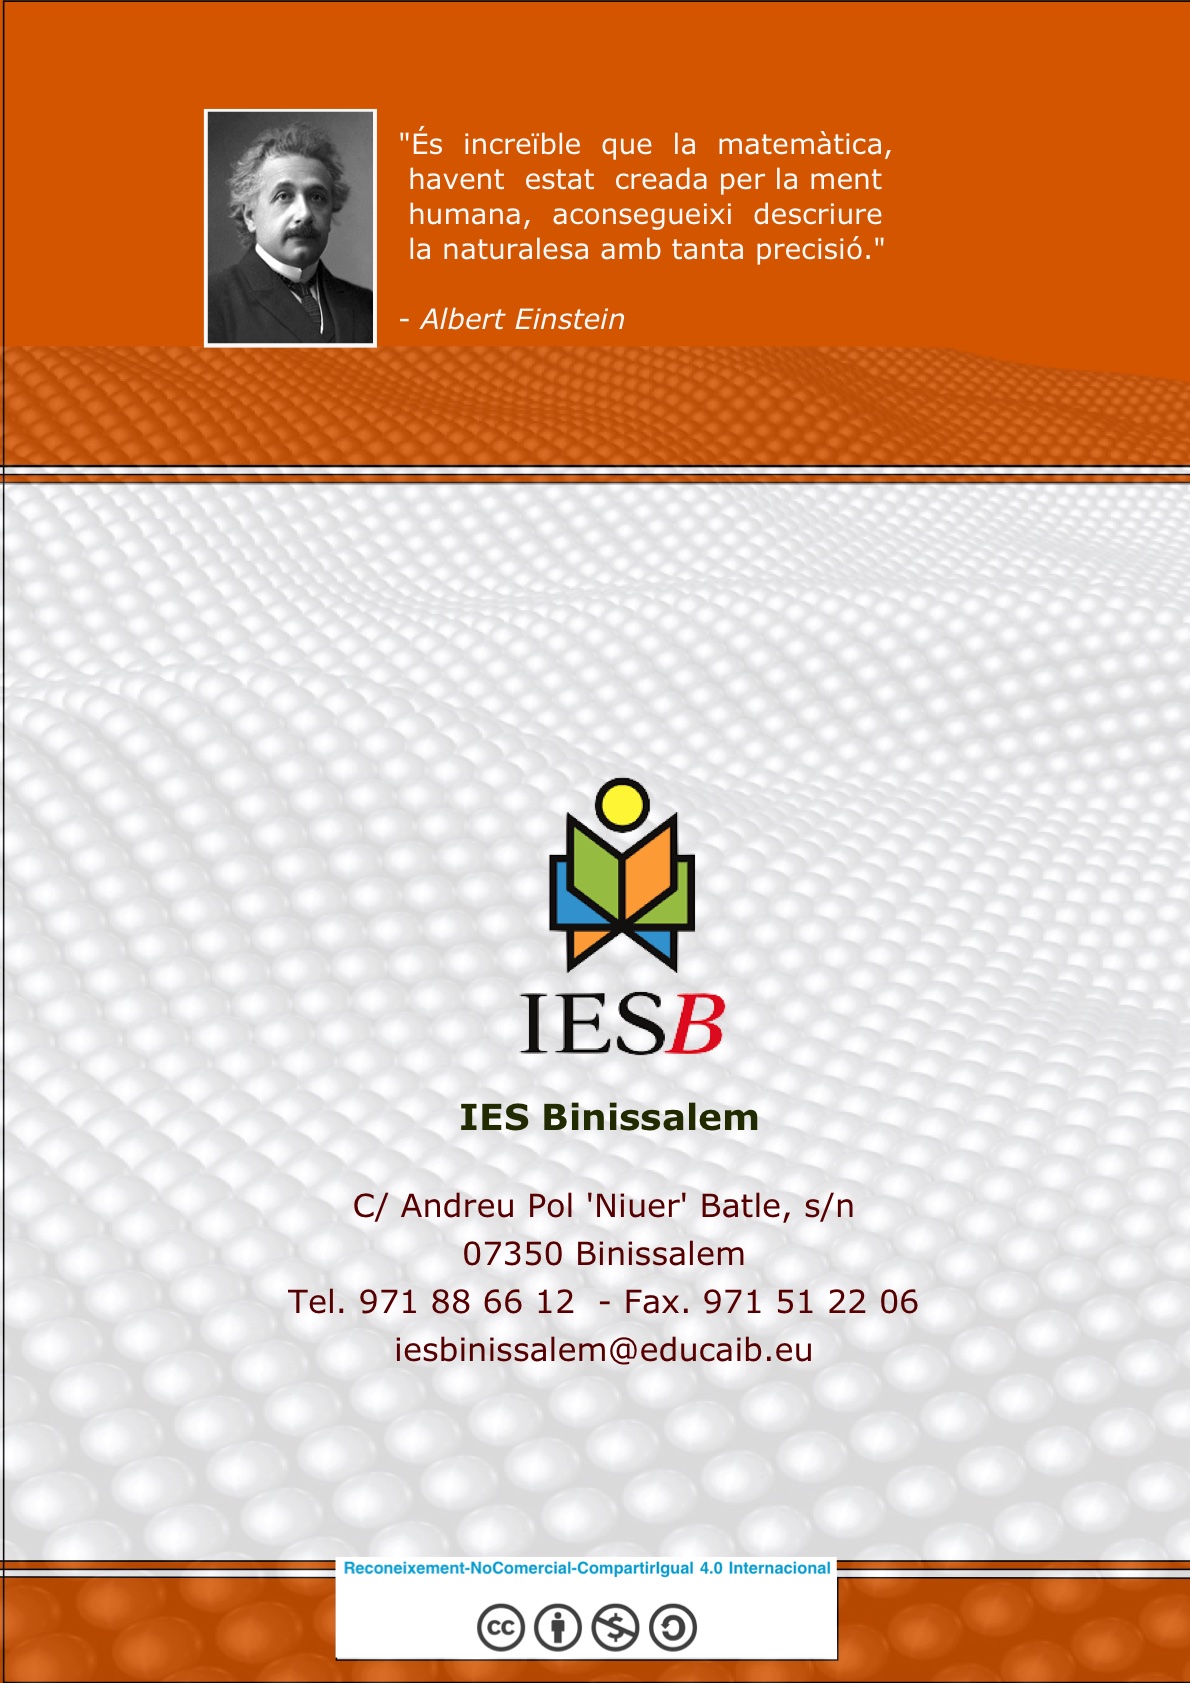 "És increïble que la matemàtica,
havent estat creada per la ment
humana, aconsegueixi descriure
la naturalesa amb tanta precisió."
- Albert Einstein
IESB
IES Binissalem
C/ Andreu Pol 'Niuer' Batle, s/n
07350 Binissalem
Tel. 971 88 66 12 - Fax. 971 51 22 06
iesbinissalem@educaib.eu
Reconeixement-NoComercial-CompartirIgual 4.0 Internacional
cc